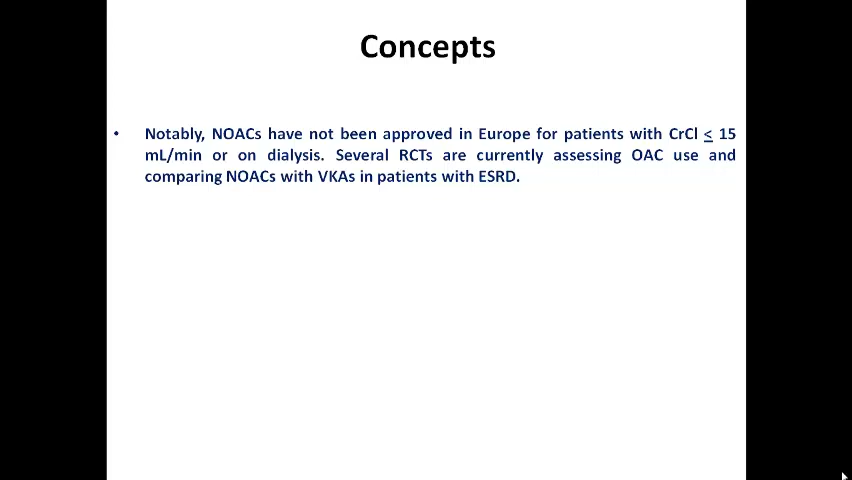 Concepts
• Notably, NOACs have not been approved in Europe for patients with CrCl ≤ 15
mL/min or on dialysis. Several RCTs are currently assessing OAC use and
comparing NOACs with VKAs in patients with ESRD.